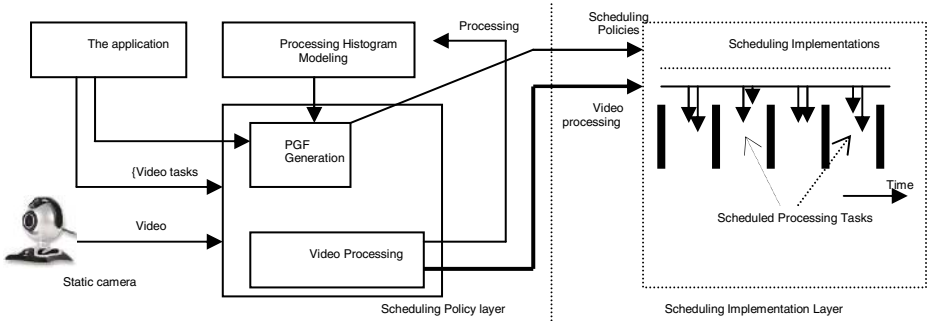 The application
Processing Histogram
Modeling
Processing
Scheduling
Policies
Scheduling Implementations
PGF
Generation
Video
processing
{Video tasks
Time
Video
Scheduled Processing Tasks
Video Processing
Static camera
Scheduling Policy layer
Scheduling Implementation Layer